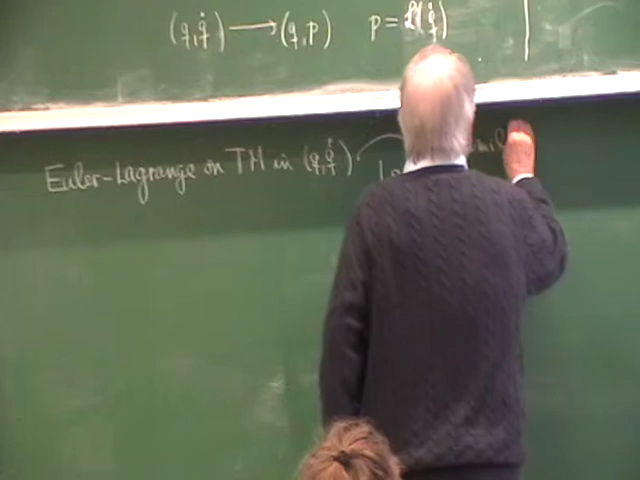 (q,q̇) ⟶ (q,p) p = ℒ(q̇)
Euler-Lagrange on TM in (q,q̇)